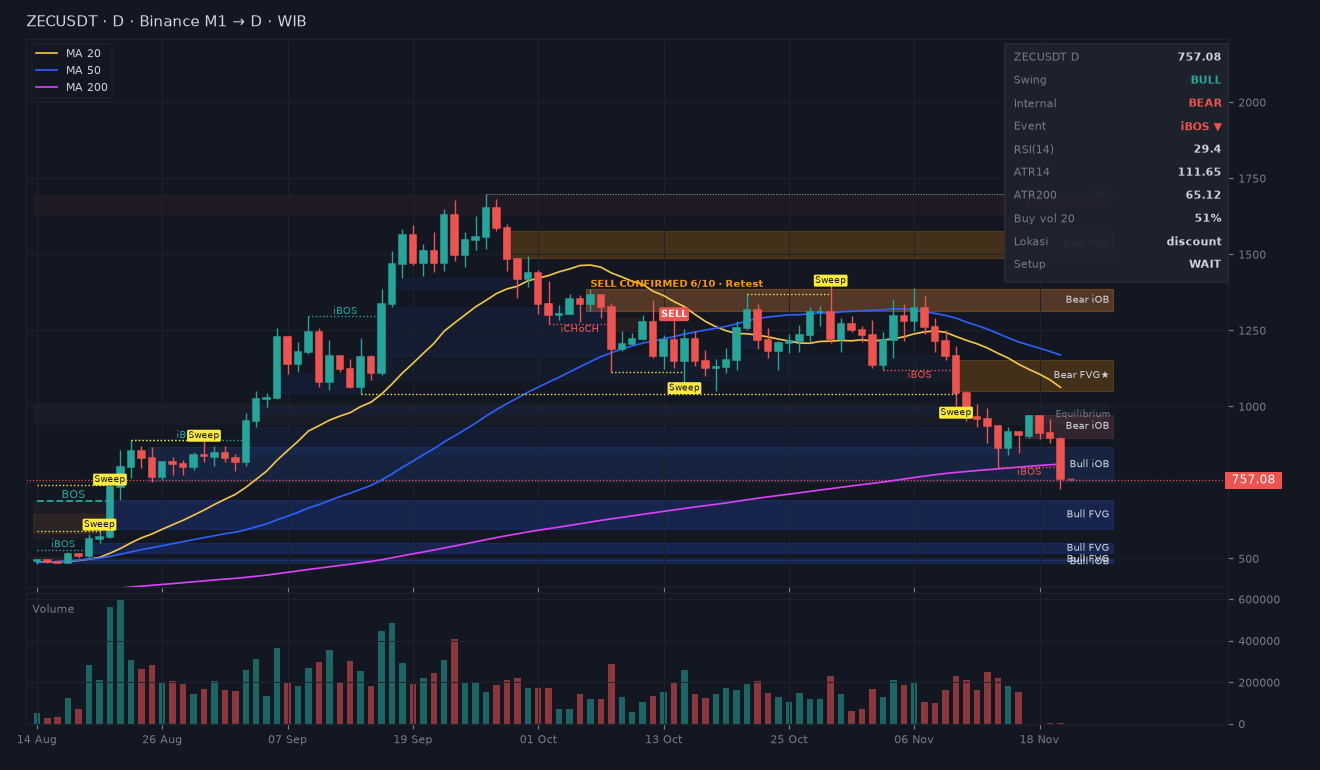 ZECUSDT · D · Binance M1 → D · WIB
MA 20
MA 50
MA 200
ZECUSDT D 757.08
Swing BULL
Internal BEAR
Event iBOS ▼
RSI(14) 29.4
ATR14 111.65
ATR200 65.12
Buy vol 20 51%
Lokasi discount
Setup WAIT
2000
1750
1500
1250
1000
500
757.08
Bear FVG
SELL CONFIRMED 6/10 · Retest
Sweep
Bear iOB
SELL
iBOS
iCHoCH
iBOS
Bear FVG★
Sweep
Sweep
Equilibrium
Bear iOB
Sweep
Bull iOB
iBOS
Sweep
BOS
Bull FVG
Sweep
iBOS
Bull FVG
Bull FVG
Bull iOB
Volume
600000
400000
200000
0
14 Aug
26 Aug
07 Sep
19 Sep
01 Oct
13 Oct
25 Oct
06 Nov
18 Nov